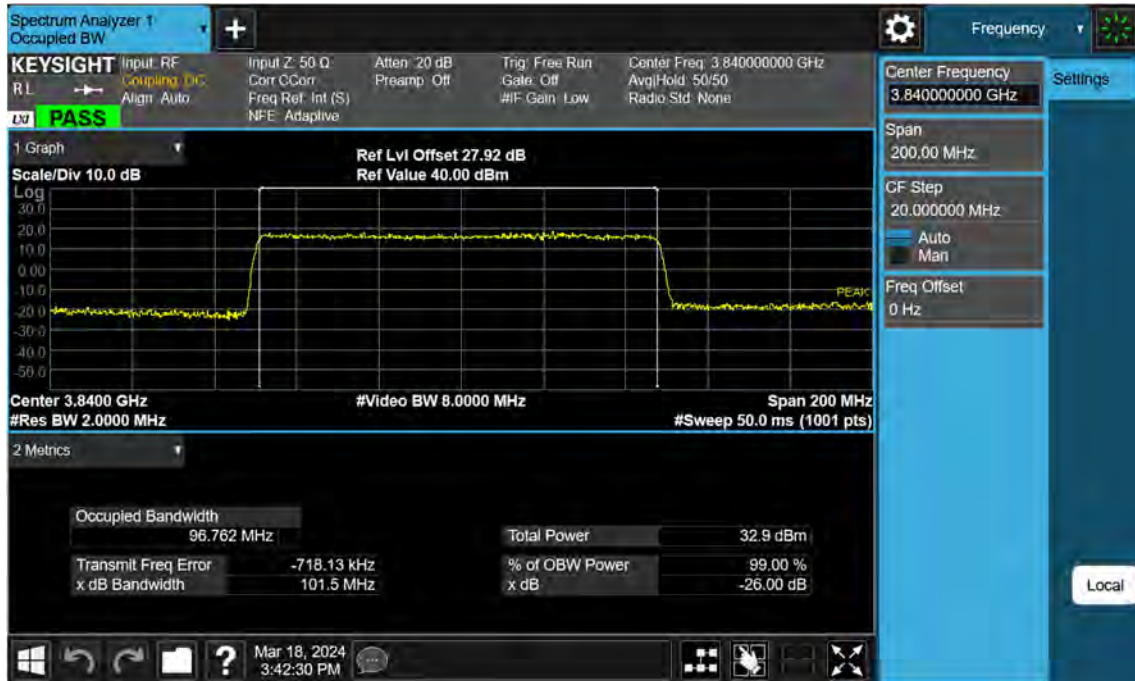 Spectrum Analyzer 1
Occupied BW
+
Frequency
KEYSIGHT
RL
LXI PASS
Input: RF
Coupling: DC
Align: Auto
Input Z: 50 Ω
Corr CCorr
Freq Ref: Int (S)
NFE: Adaptive
Atten: 20 dB
Preamp: Off
Trig: Free Run
Gate: Off
#IF Gain: Low
Center Freq: 3.840000000 GHz
Avg|Hold: 50/50
Radio Std: None
1 Graph
Scale/Div 10.0 dB
Ref Lvl Offset 27.92 dB
Ref Value 40.00 dBm
Log
30.0
20.0
10.0
0.00
-10.0
-20.0
-30.0
-40.0
-50.0
PEAK
Center 3.8400 GHz
#Video BW 8.0000 MHz
Span 200 MHz
#Res BW 2.0000 MHz
#Sweep 50.0 ms (1001 pts)
2 Metrics
Occupied Bandwidth
96.762 MHz
Transmit Freq Error -718.13 kHz
x dB Bandwidth 101.5 MHz
Total Power 32.9 dBm
% of OBW Power 99.00 %
x dB -26.00 dB
Center Frequency
3.840000000 GHz
Settings
Span
200.00 MHz
CF Step
20.000000 MHz
Auto
Man
Freq Offset
0 Hz
Local
?
Mar 18, 2024
3:42:30 PM